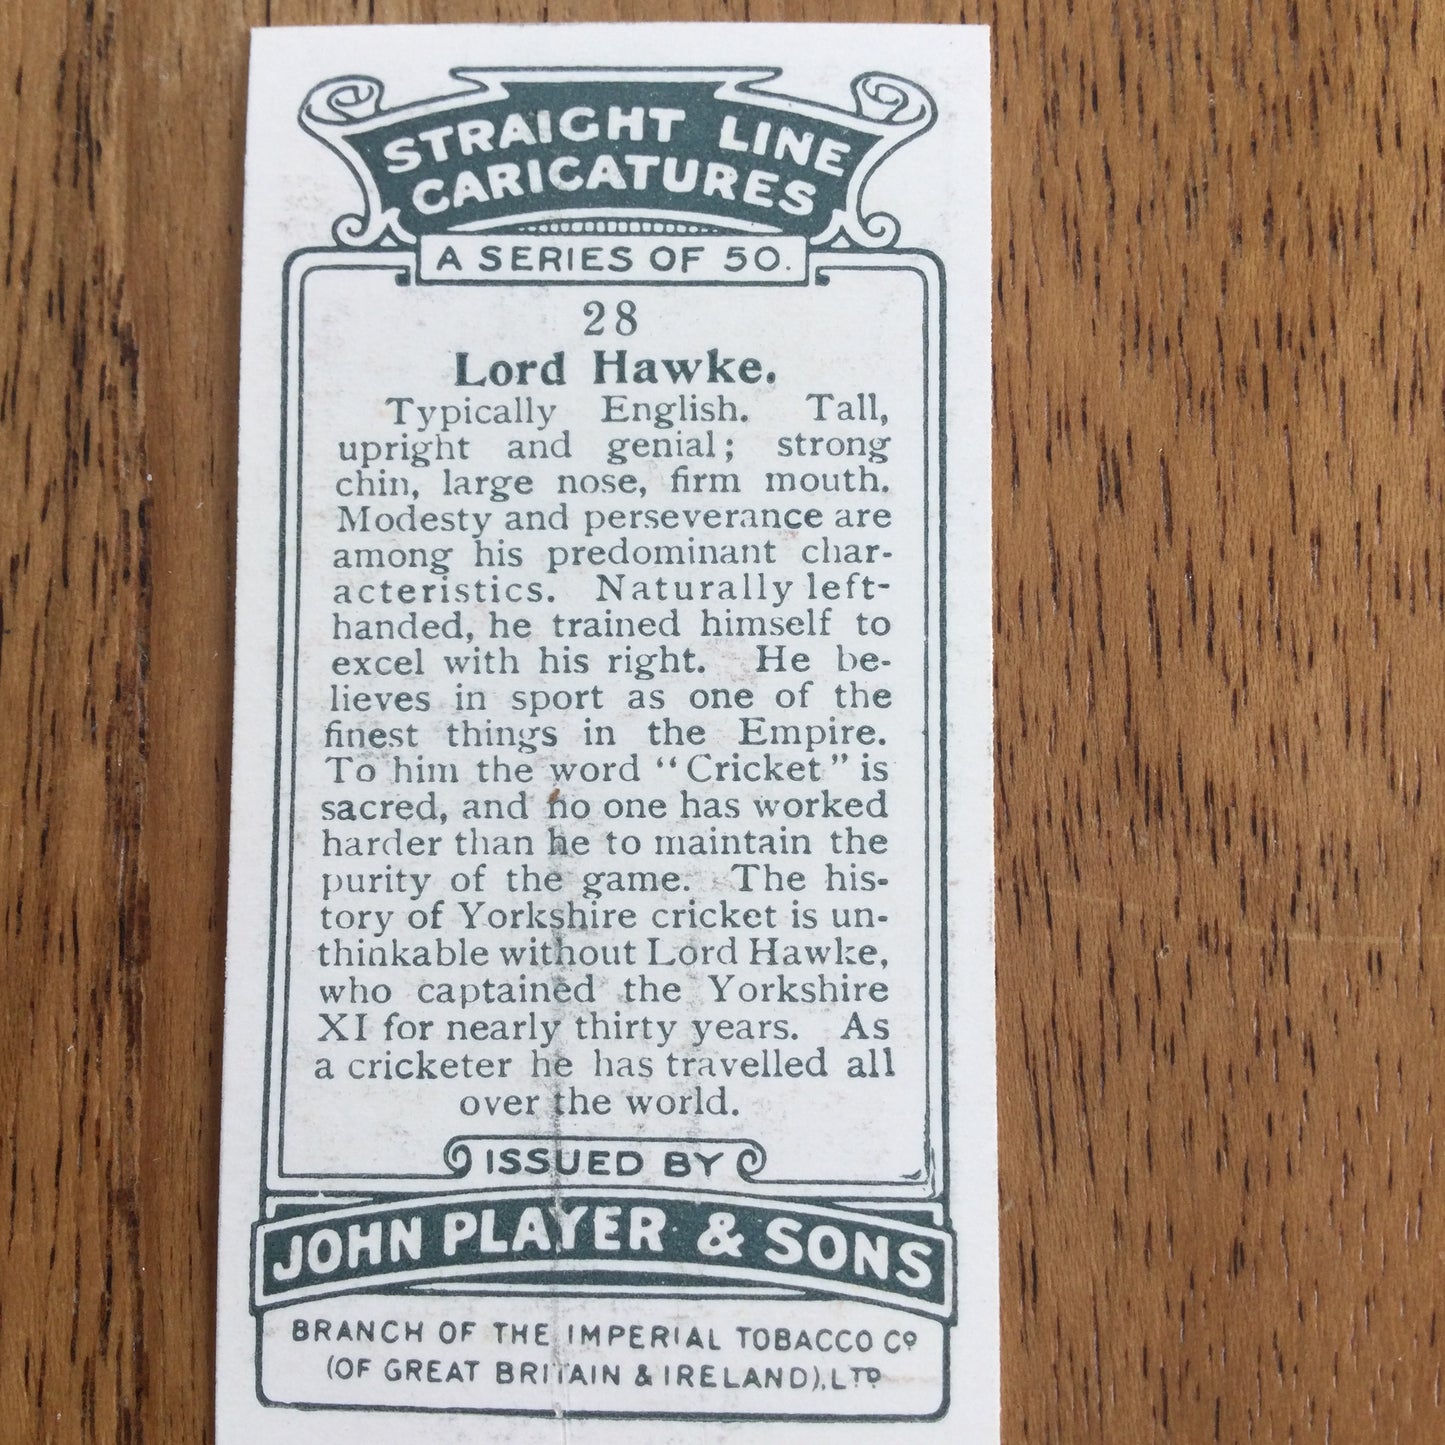 STRAIGHT LINE
CARICATURES
A SERIES OF 50.
28
Lord Hawke.
Typically English. Tall,
upright and genial; strong
chin, large nose, firm mouth.
Modesty and perseverance are
among his predominant char-
acteristics. Naturally left-
handed, he trained himself to
excel with his right. He be-
lieves in sport as one of the
finest things in the Empire.
To him the word "Cricket" is
sacred, and no one has worked
harder than he to maintain the
purity of the game. The his-
tory of Yorkshire cricket is un-
thinkable without Lord Hawke,
who captained the Yorkshire
XI for nearly thirty years. As
a cricketer he has travelled all
over the world.
ISSUED BY
JOHN PLAYER & SONS
BRANCH OF THE IMPERIAL TOBACCO Cº
(OF GREAT BRITAIN & IRELAND), LTD